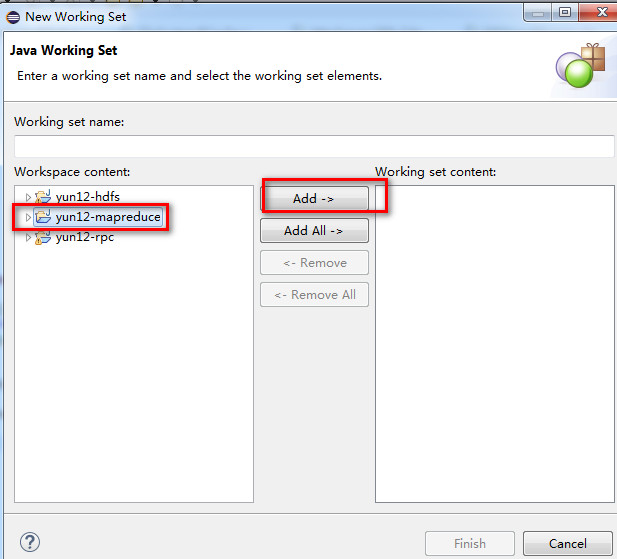 New Working Set
Java Working Set
Enter a working set name and select the working set elements.
Working set name:
Workspace content:
Working set content:
yun12-hdfs
yun12-mapreduce
yun12-rpc
Add ->
Add All ->
<- Remove
<- Remove All
?
Finish
Cancel